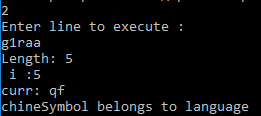 2
Enter line to execute :
g1raa
Length: 5
 i :5
curr: qf
chineSymbol belongs to language